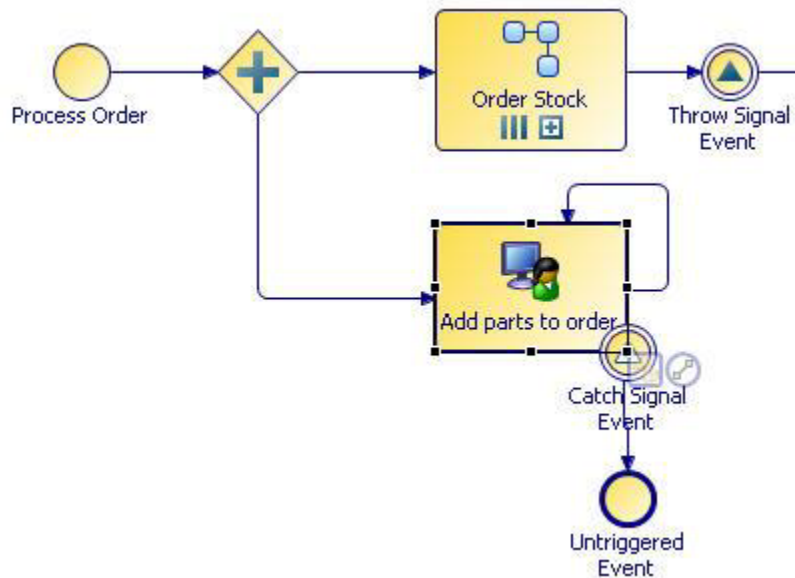 Process Order
Order Stock
Throw Signal
Event
Add parts to order
Catch Signal
Event
Untriggered
Event